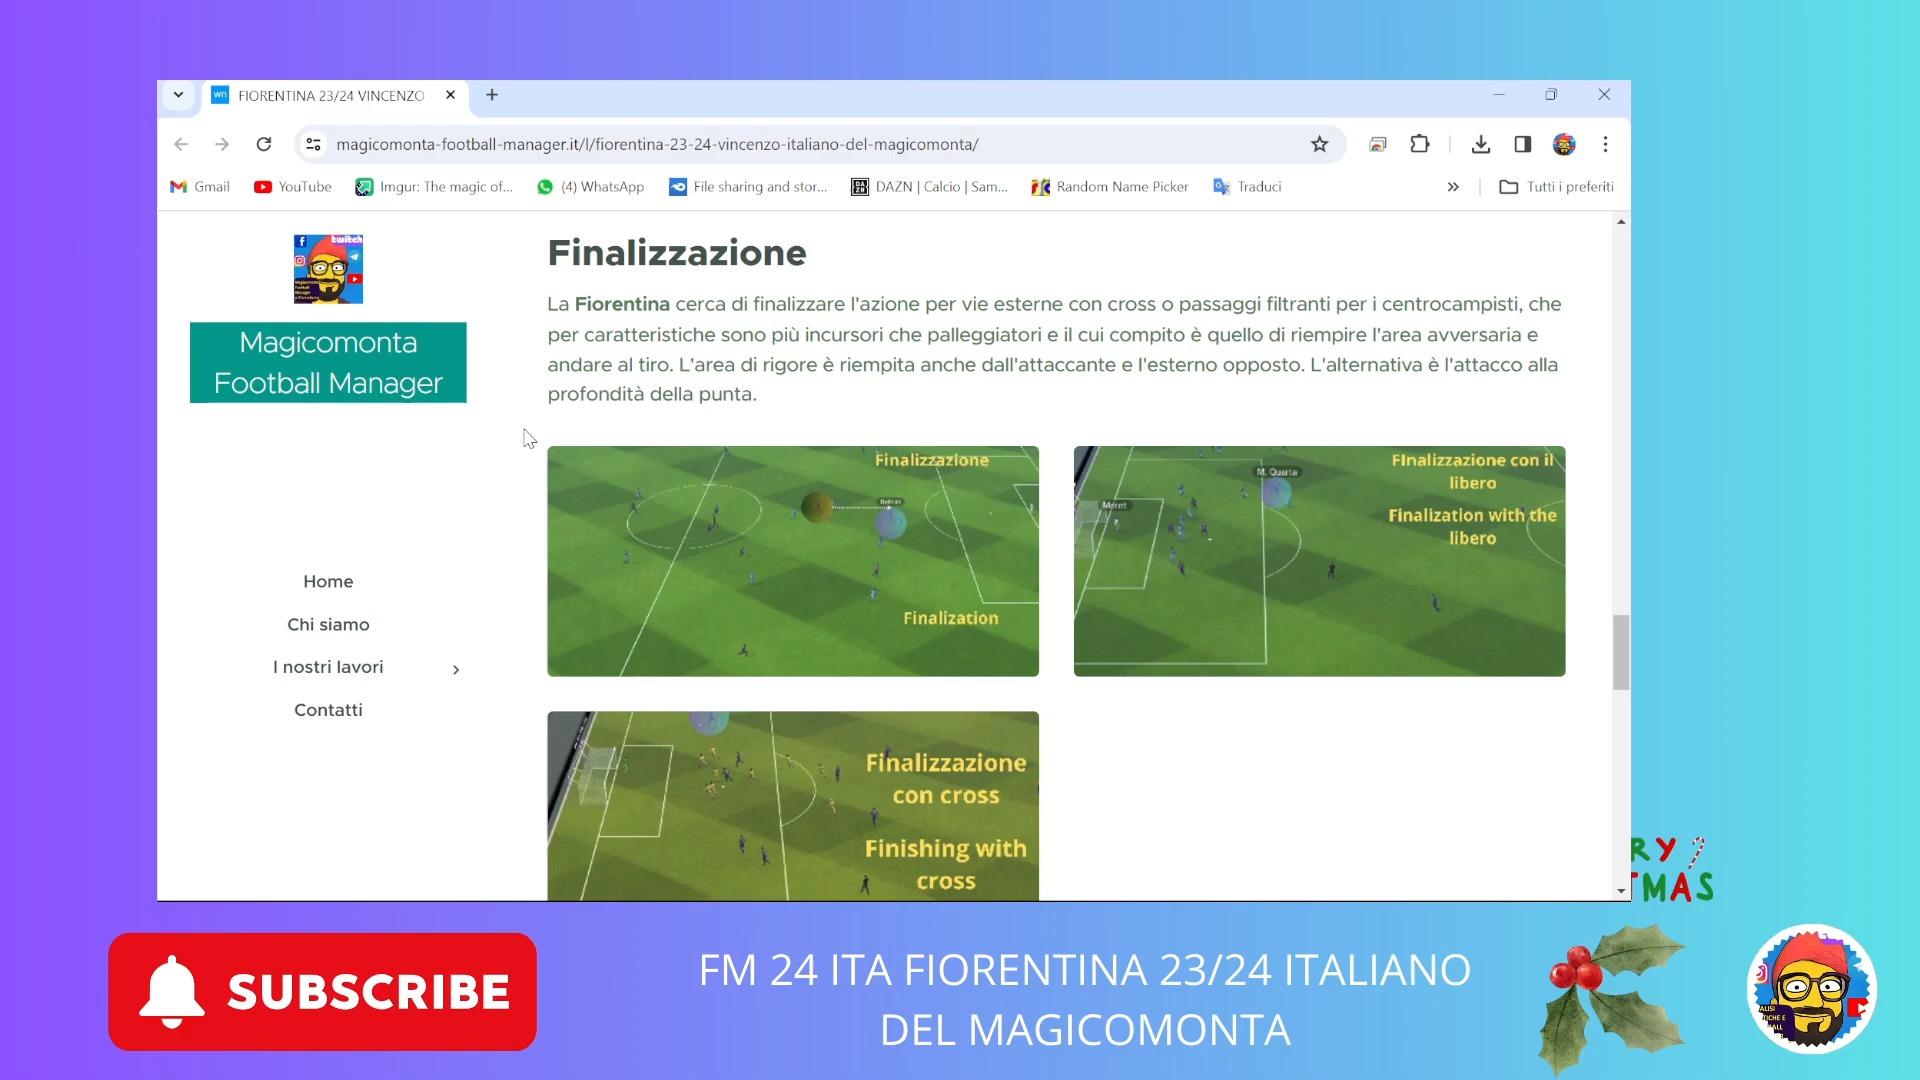 FIORENTINA 23/24 VINCENZO
magicomonta-football-manager.it/l/fiorentina-23-24-vincenzo-italiano-del-magicomonta/
Gmail
YouTube
Imgur: The magic of...
(4) WhatsApp
File sharing and stor...
DAZN | Calcio | Sam...
Random Name Picker
Traduci
Tutti i preferiti
twitch
Magicomonta
Football Manager
Home
Chi siamo
I nostri lavori
Contatti
Finalizzazione
La Fiorentina cerca di finalizzare l'azione per vie esterne con cross o passaggi filtranti per i centrocampisti, che
per caratteristiche sono più incursori che palleggiatori e il cui compito è quello di riempire l'area avversaria e
andare al tiro. L'area di rigore è riempita anche dall'attaccante e l'esterno opposto. L'alternativa è l'attacco alla
profondità della punta.
Finalizzazione
Finalization
M. Quarta
Meret
FInalizzazione con il
libero
Finalization with the
libero
Finalizzazione
con cross
Finishing with
cross
RY
TMAS
SUBSCRIBE
FM 24 ITA FIORENTINA 23/24 ITALIANO
DEL MAGICOMONTA